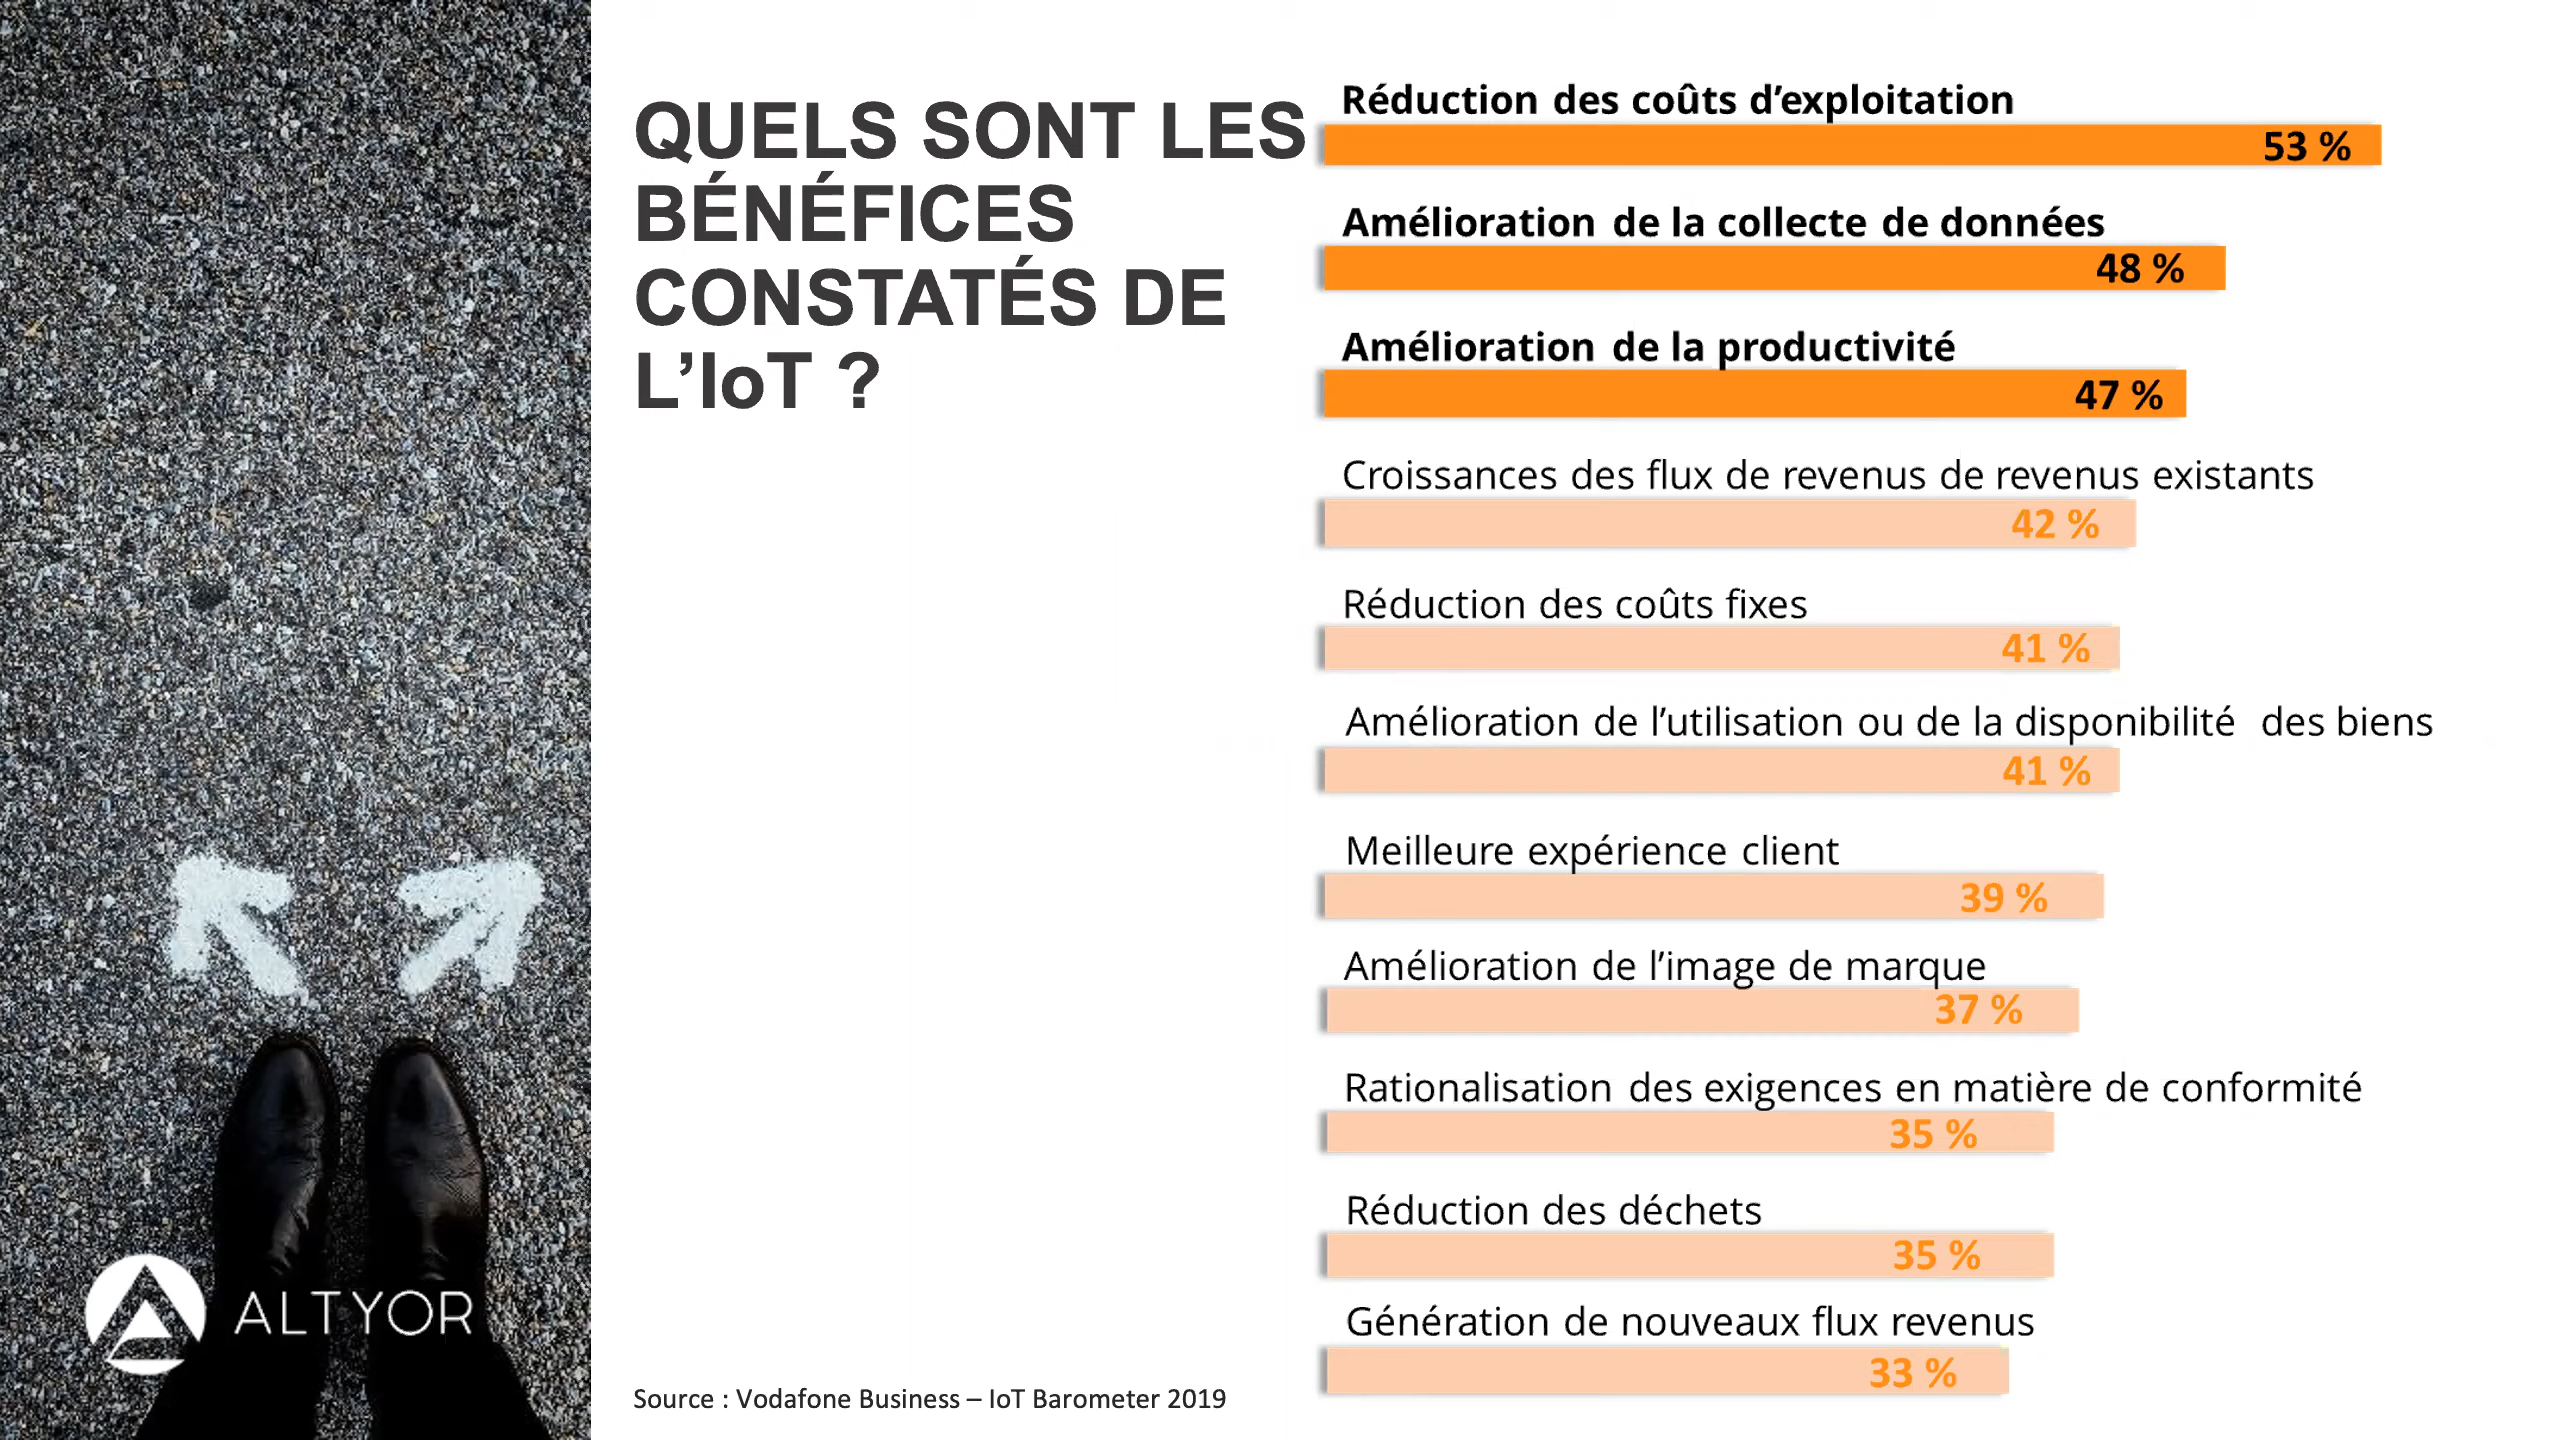 QUELS SONT LES
BÉNÉFICES
CONSTATÉS DE
L’IoT ?
Réduction des coûts d’exploitation
53 %
Amélioration de la collecte de données
48 %
Amélioration de la productivité
47 %
Croissances des flux de revenus de revenus existants
42 %
Réduction des coûts fixes
41 %
Amélioration de l’utilisation ou de la disponibilité des biens
41 %
Meilleure expérience client
39 %
Amélioration de l’image de marque
37 %
Rationalisation des exigences en matière de conformité
35 %
Réduction des déchets
35 %
Génération de nouveaux flux revenus
33 %
ALTYOR
Source : Vodafone Business – IoT Barometer 2019